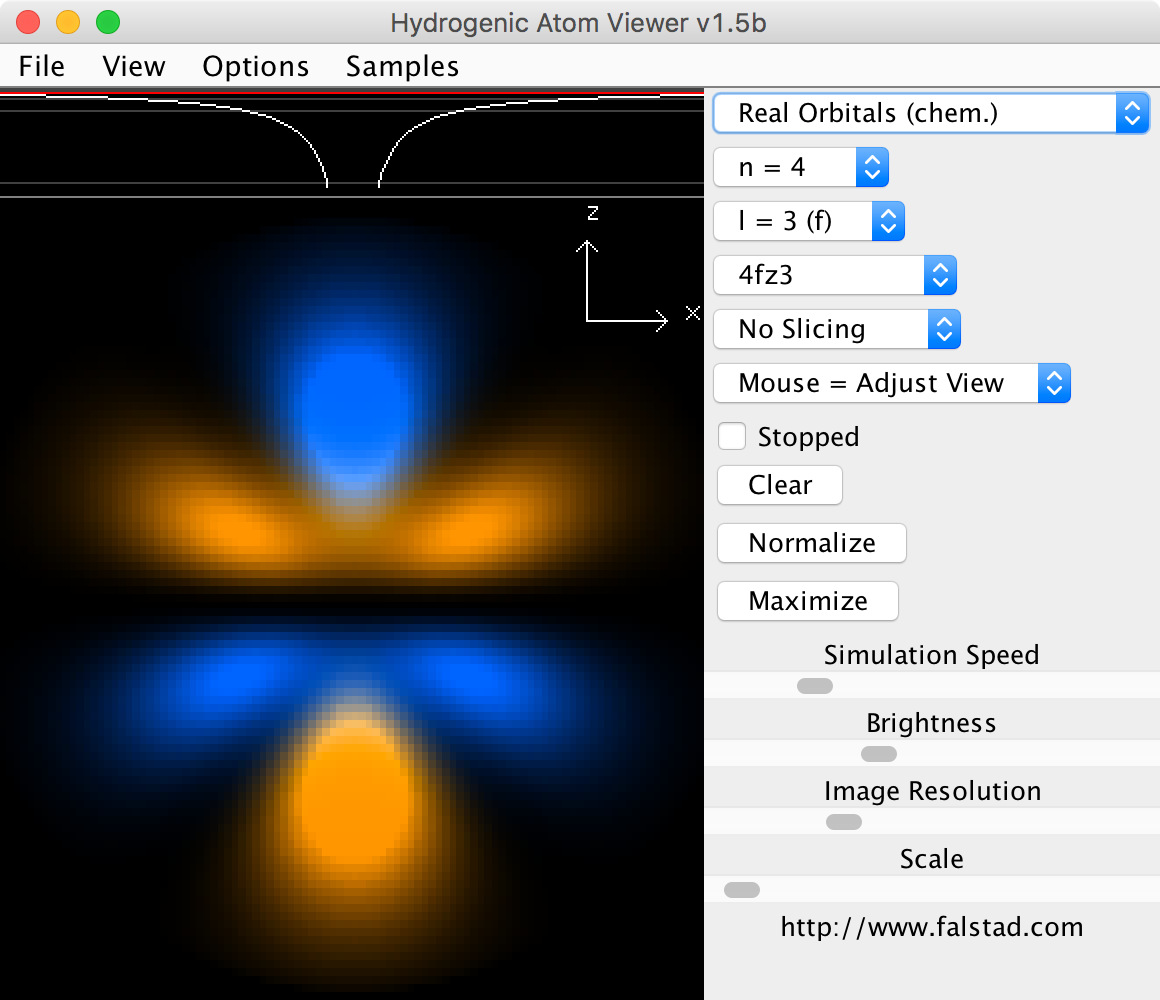 Hydrogenic Atom Viewer v1.5b
File View Options Samples
Real Orbitals (chem.)
n = 4
l = 3 (f)
4fz3
No Slicing
Mouse = Adjust View
Stopped
Clear
Normalize
Maximize
Simulation Speed
Brightness
Image Resolution
Scale
http://www.falstad.com
z
x